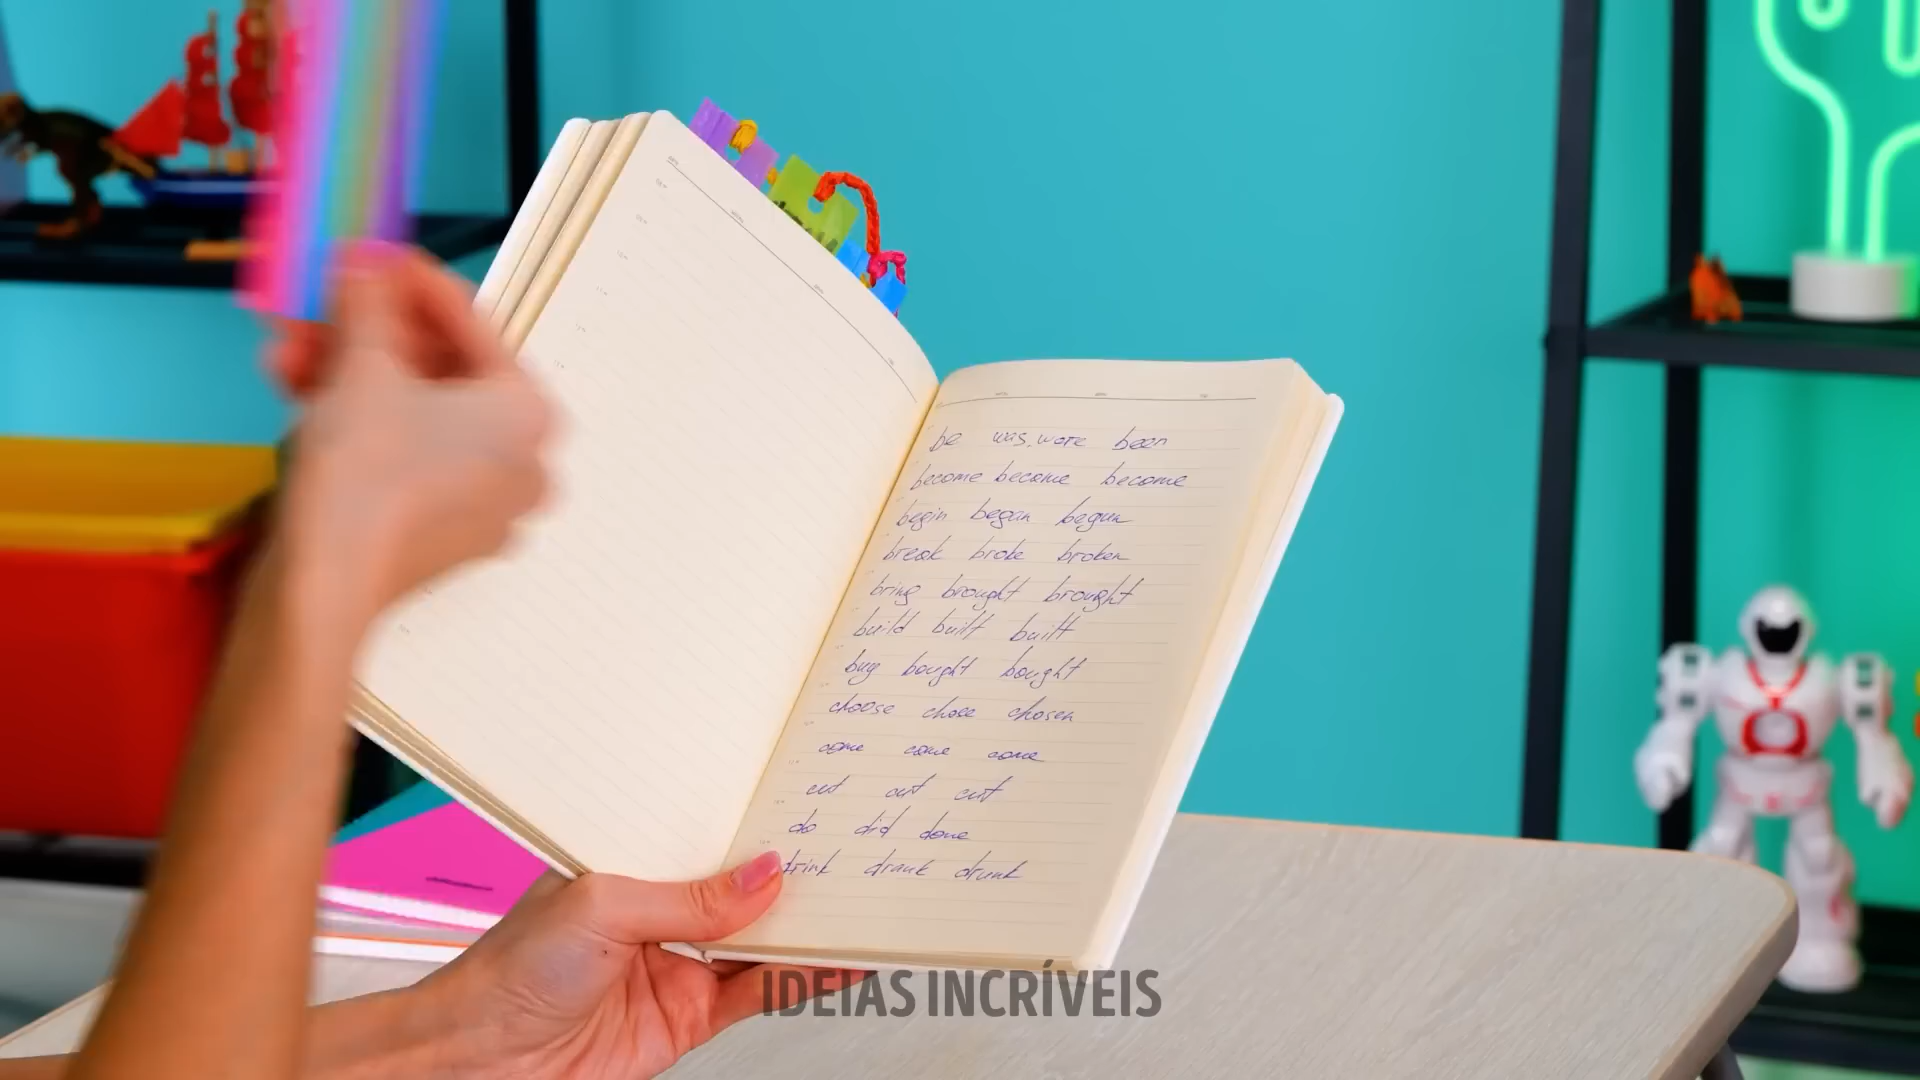 be was, were been
become became become
begin began begun
break broke broken
bring brought brought
build built built
buy bought bought
choose chose chosen
come came come
cut cut cut
do did done
drink drank drunk
IDEIAS INCRÍVEIS